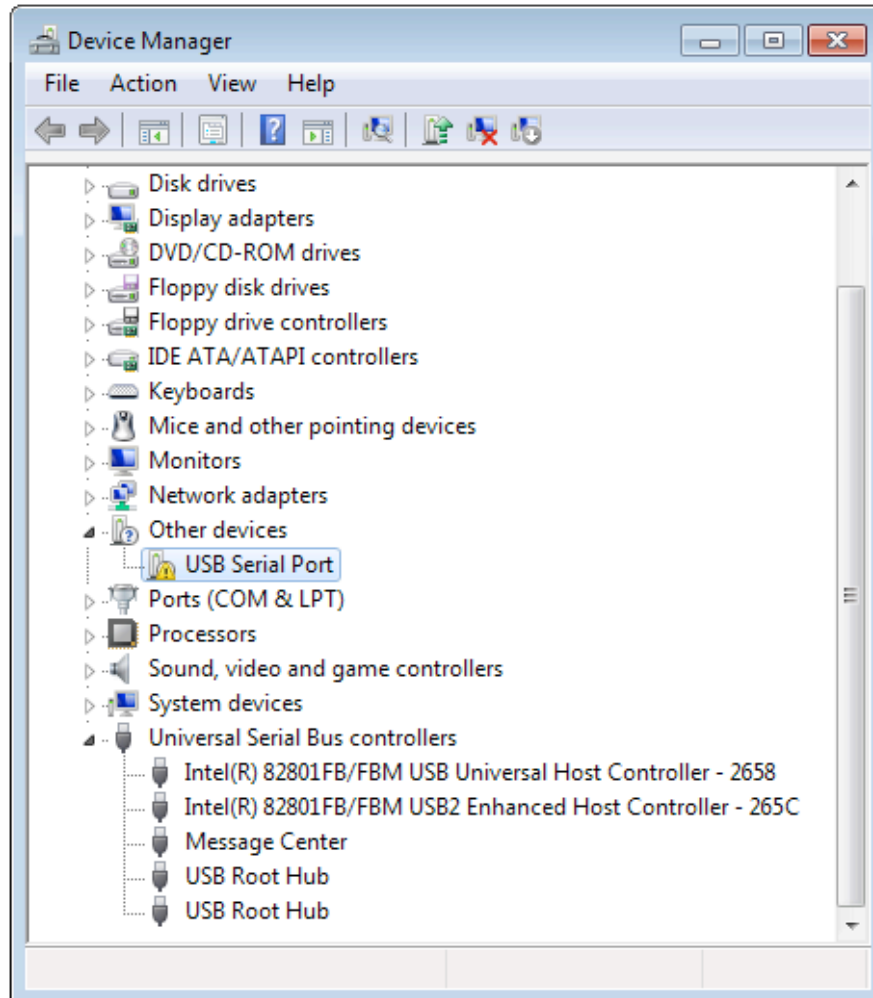 Device Manager
File Action View Help
Disk drives
Display adapters
DVD/CD-ROM drives
Floppy disk drives
Floppy drive controllers
IDE ATA/ATAPI controllers
Keyboards
Mice and other pointing devices
Monitors
Network adapters
Other devices
USB Serial Port
Ports (COM & LPT)
Processors
Sound, video and game controllers
System devices
Universal Serial Bus controllers
Intel(R) 82801FB/FBM USB Universal Host Controller - 2658
Intel(R) 82801FB/FBM USB2 Enhanced Host Controller - 265C
Message Center
USB Root Hub
USB Root Hub